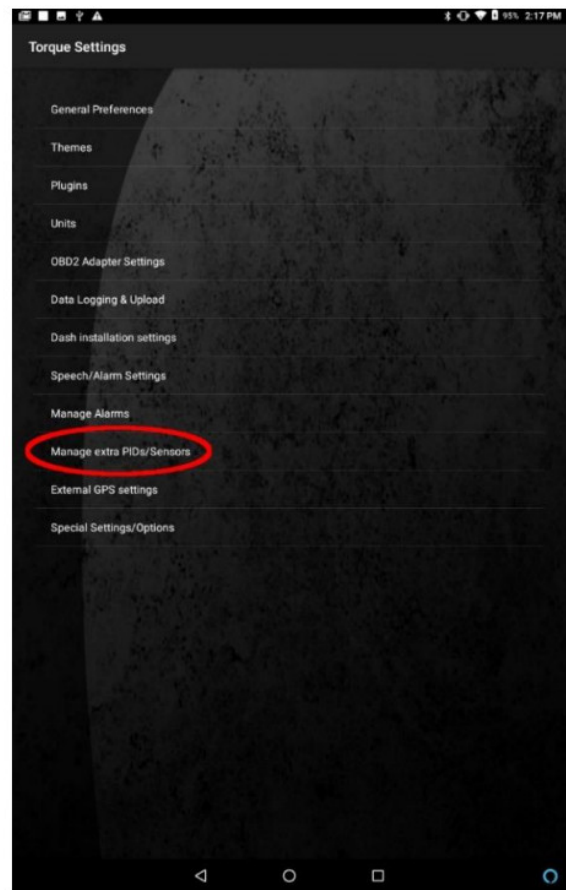 95% 2:17 PM
Torque Settings
General Preferences
Themes
Plugins
Units
OBD2 Adapter Settings
Data Logging & Upload
Dash installation settings
Speech/Alarm Settings
Manage Alarms
Manage extra PIDs/Sensors
External GPS settings
Special Settings/Options